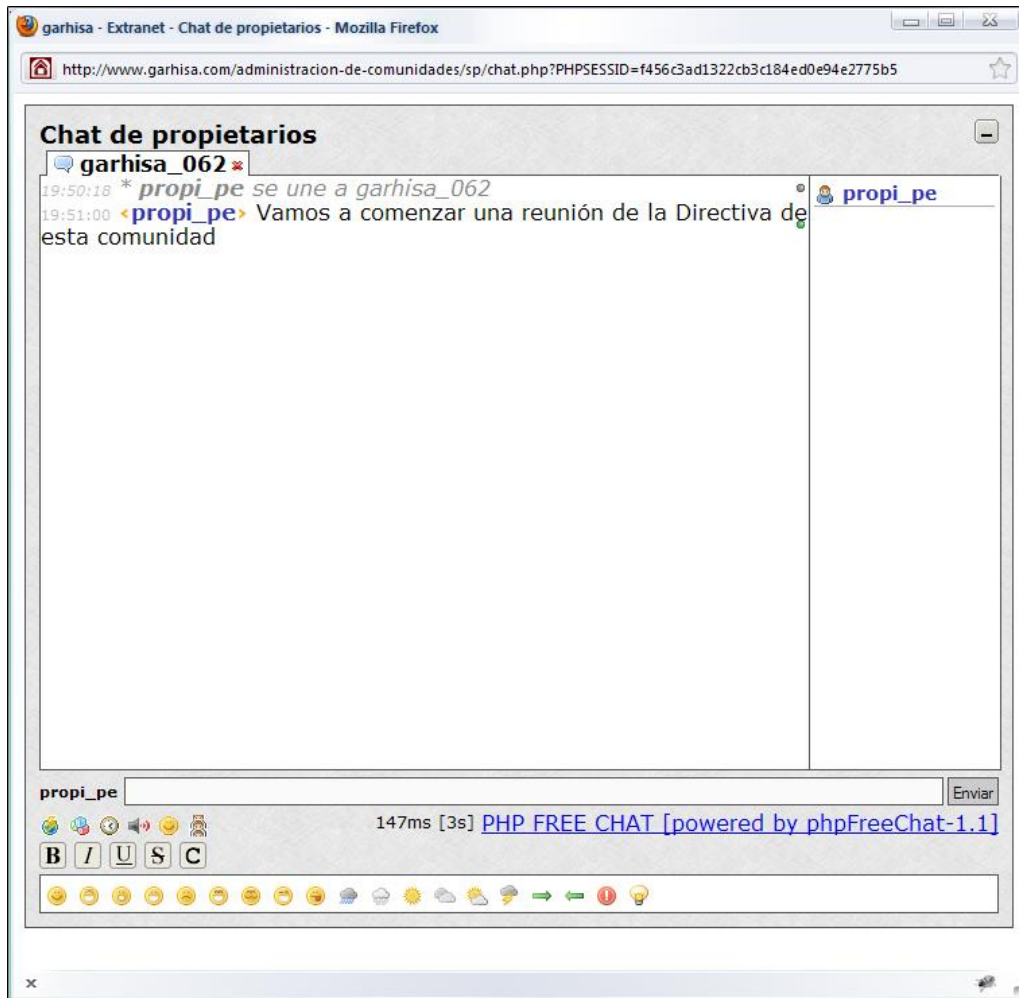 garhisa - Extranet - Chat de propietarios - Mozilla Firefox
http://www.garhisa.com/administracion-de-comunidades/sp/chat.php?PHPSESSID=f456c3ad1322cb3c184ed0e94e2775b5
Chat de propietarios
garhisa_062
19:50:18 * propi_pe se une a garhisa_062
propi_pe
19:51:00 <propi_pe> Vamos a comenzar una reunión de la Directiva de
esta comunidad
propi_pe
Enviar
147ms [3s] PHP FREE CHAT [powered by phpFreeChat-1.1]
B I U S C